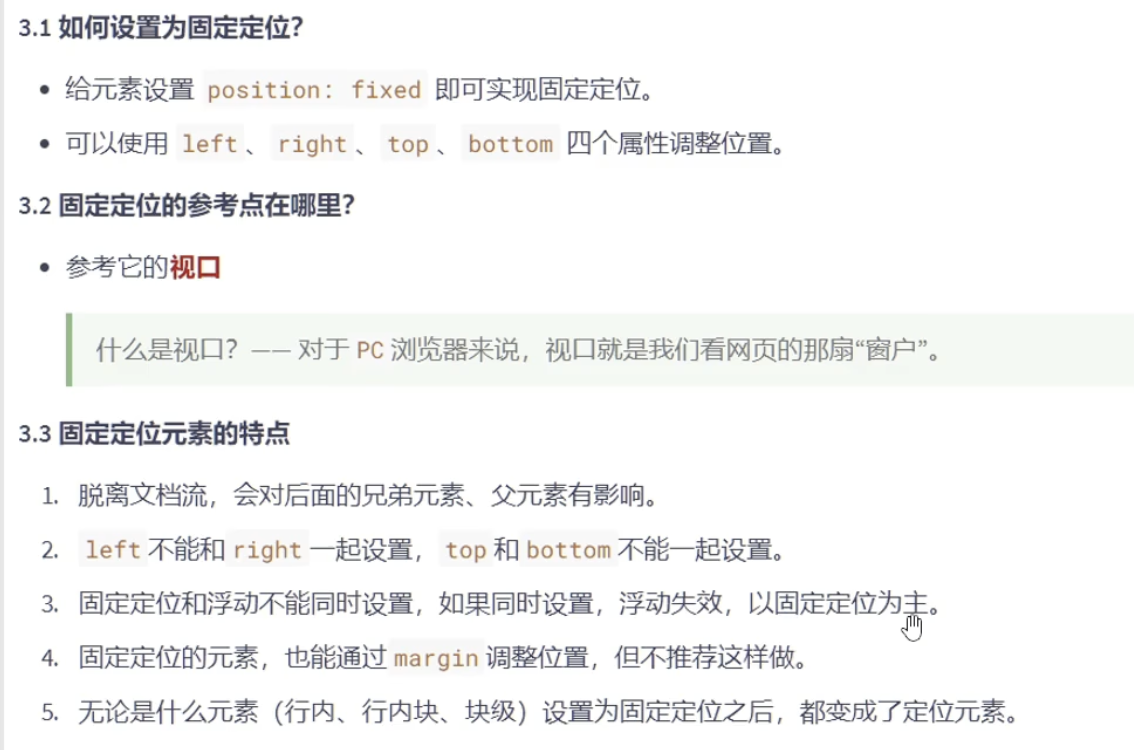 3.1 如何设置为固定定位？
• 给元素设置 position: fixed 即可实现固定定位。
• 可以使用 left 、 right 、 top 、 bottom 四个属性调整位置。
3.2 固定定位的参考点在哪里？
• 参考它的视口
什么是视口？—— 对于 PC 浏览器来说，视口就是我们看网页的那扇“窗户”。
3.3 固定定位元素的特点
1. 脱离文档流，会对后面的兄弟元素、父元素有影响。
2. left 不能和 right 一起设置， top 和 bottom 不能一起设置。
3. 固定定位和浮动不能同时设置，如果同时设置，浮动失效，以固定定位为主。
4. 固定定位的元素，也能通过 margin 调整位置，但不推荐这样做。
5. 无论是什么元素（行内、行内块、块级）设置为固定定位之后，都变成了定位元素。